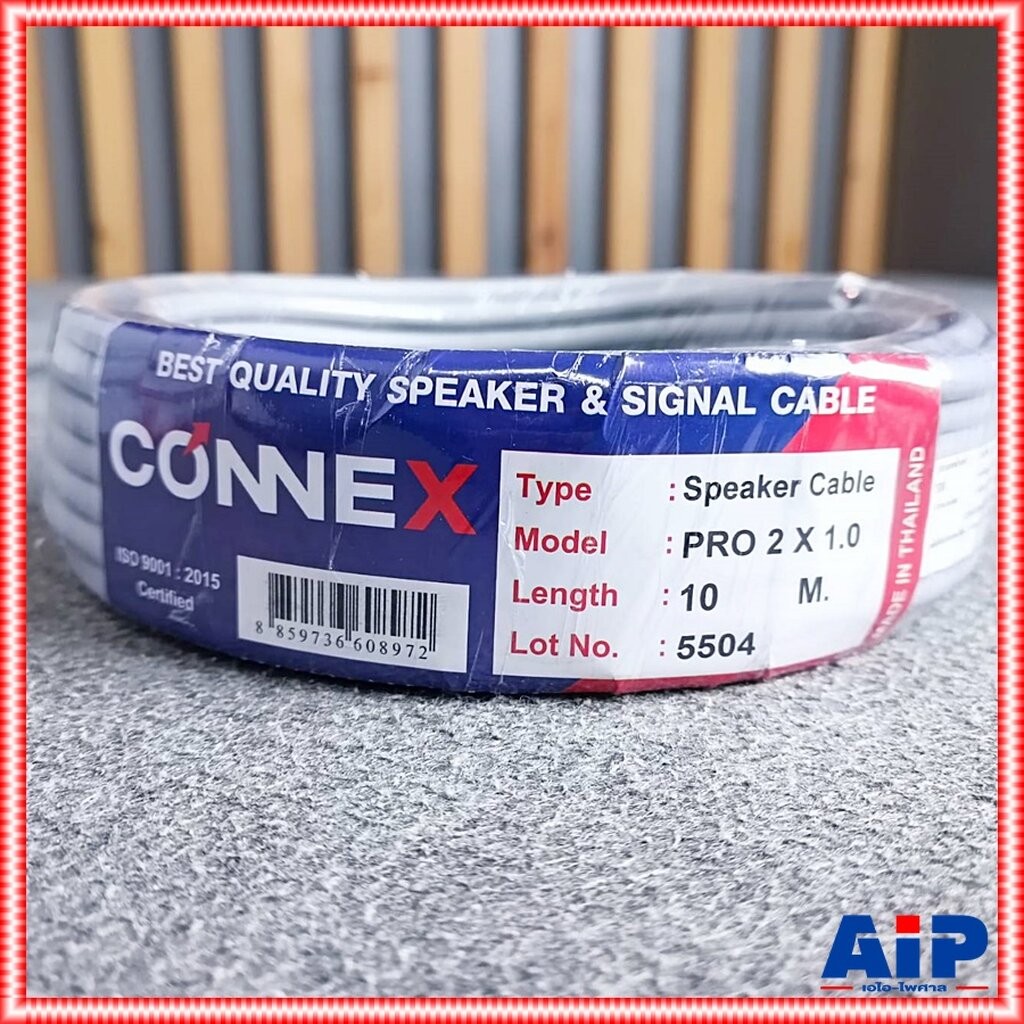 BEST QUALITY SPEAKER & SIGNAL CABLE
CONNEX
ISO 9001 : 2015
Certified
8 859736 608972
Type : Speaker Cable
Model : PRO 2 X 1.0
Length : 10 M.
Lot No. : 5504
MADE IN THAILAND
AiP
เอไอ-ไพศาล